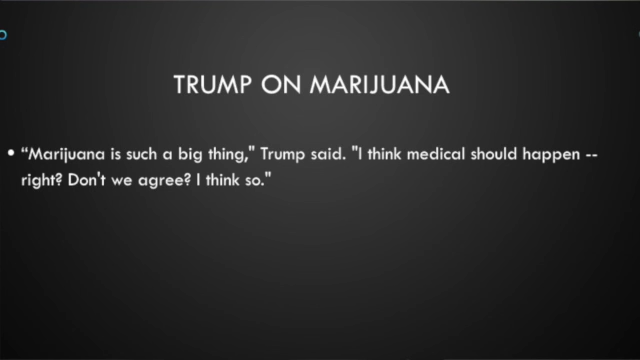 TRUMP ON MARIJUANA
• “Marijuana is such a big thing," Trump said. "I think medical should happen --
right? Don't we agree? I think so."